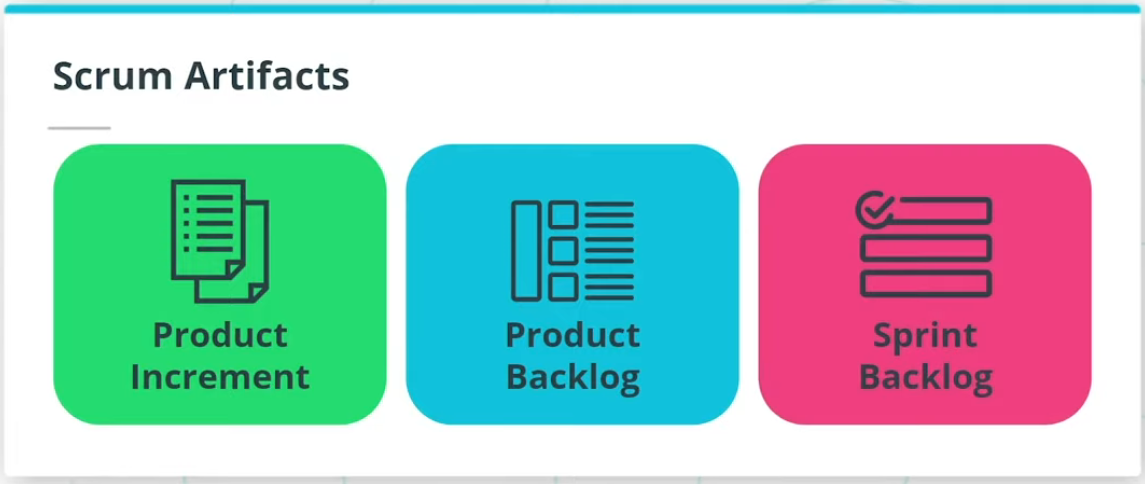 Scrum Artifacts
Product
Increment
Product
Backlog
Sprint
Backlog